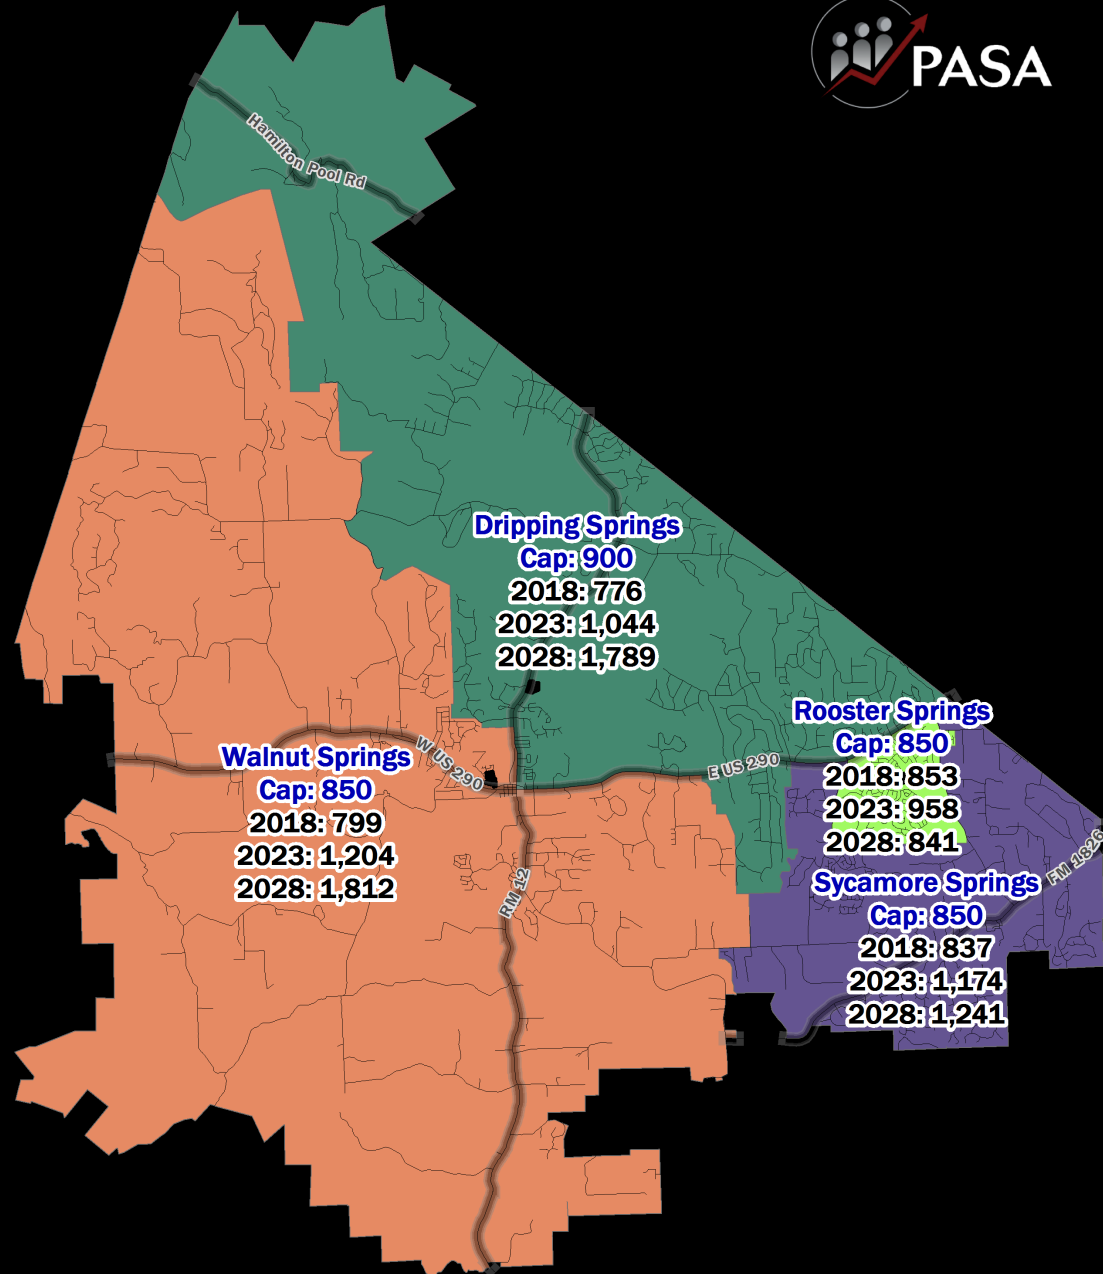 PASA
Hamilton Pool Rd
Dripping Springs
Cap: 900
2018: 776
2023: 1,044
2028: 1,789
Rooster Springs
Cap: 850
2018: 853
2023: 958
2028: 841
W US 290
E US 290
Walnut Springs
Cap: 850
2018: 799
2023: 1,204
2028: 1,812
FM 1826
RM 12
Sycamore Springs
Cap: 850
2018: 837
2023: 1,174
2028: 1,241